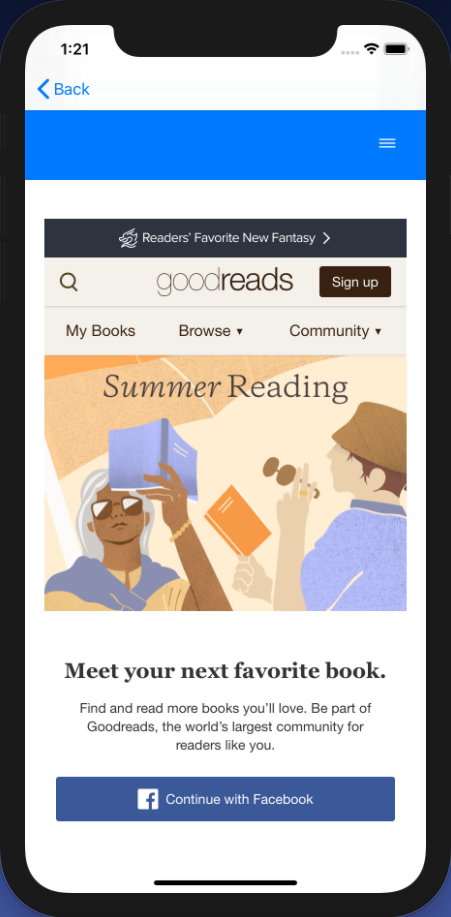 1:21
Back
Readers' Favorite New Fantasy
goodreads
Sign up
My Books Browse ▾ Community ▾
Summer Reading
Meet your next favorite book.
Find and read more books you'll love. Be part of
Goodreads, the world's largest community for
readers like you.
Continue with Facebook